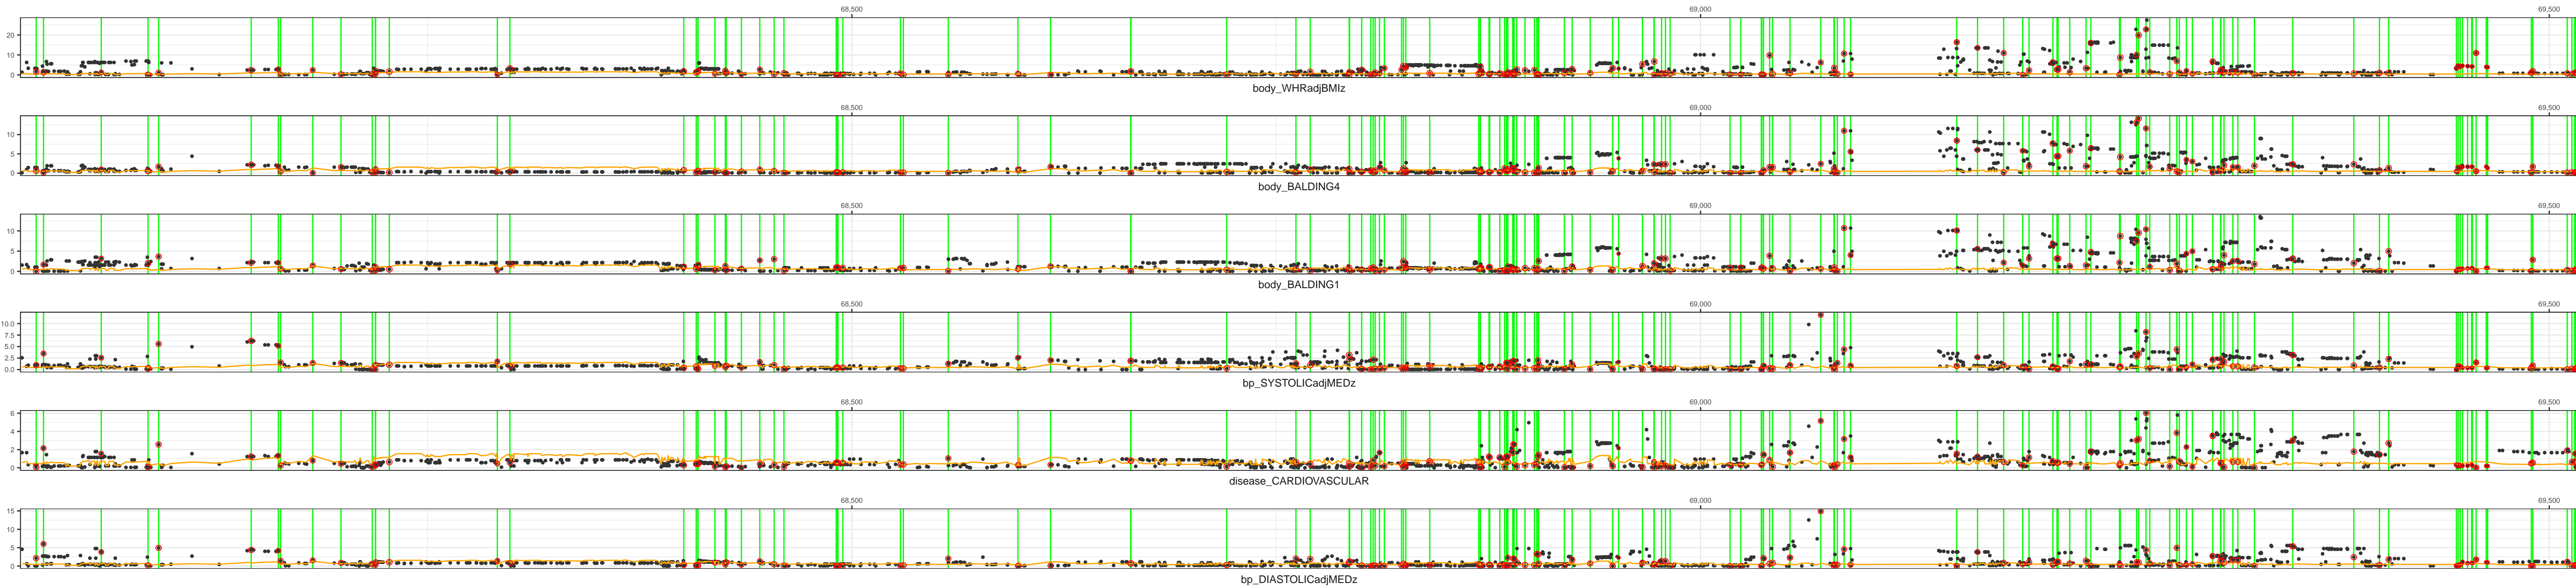 68,500 69,000 69,500
20
10
0
body_WHRadjBMIz
68,500 69,000 69,500
10
5
0
body_BALDING4
68,500 69,000 69,500
10
5
0
body_BALDING1
68,500 69,000 69,500
10.0
7.5
5.0
2.5
0.0
bp_SYSTOLICadjMEDz
68,500 69,000 69,500
6
4
2
0
disease_CARDIOVASCULAR
68,500 69,000 69,500
15
10
5
0
bp_DIASTOLICadjMEDz